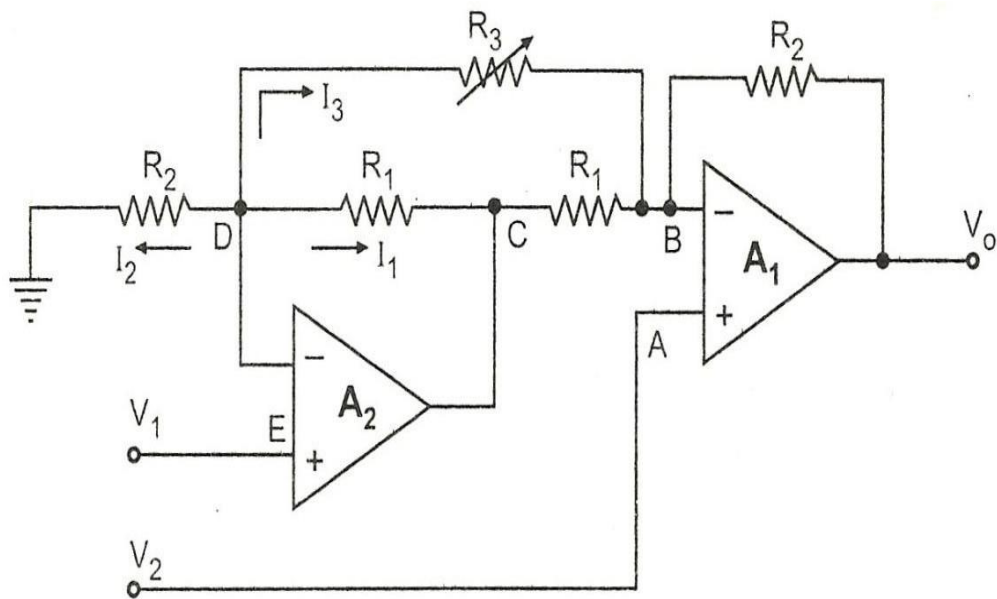 R₃
R₂
I₃
R₂
R₁
R₁
D
C
B
−
Vₒ
I₂
I₁
A₁
+
A
−
A₂
V₁
E
+
V₂